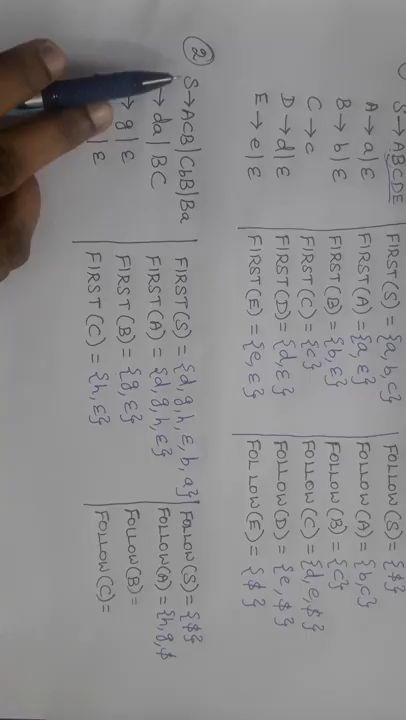 S→ABCDE
A→a|ε
B→b|ε
C→c
D→d|ε
E→e|ε
FIRST(S) = {a, b, c}
FIRST(A) = {a, ε}
FIRST(B) = {b, ε}
FIRST(C) = {c}
FIRST(D) = {d, ε}
FIRST(E) = {e, ε}
FOLLOW(S) = {$}
FOLLOW(A) = {b, c}
FOLLOW(B) = {c}
FOLLOW(C) = {d, e, $}
FOLLOW(D) = {e, $}
FOLLOW(E) = {$}
② S→ACB|CbB|Ba
→ da|BC
→ g|ε
|ε
FIRST(S) = {d, g, h, ε, b, a}
FIRST(A) = {d, g, h, ε}
FIRST(B) = {g, ε}
FIRST(C) = {h, ε}
FOLLOW(S) = {$}
FOLLOW(A) = {h, g, $
FOLLOW(B) =
FOLLOW(C) =